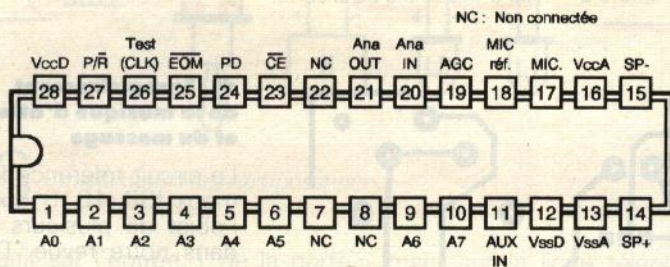 NC : Non connectée
Test Ana Ana MIC
VccD P/R̅ (CLK) E̅O̅M̅ PD C̅E̅ NC OUT IN AGC réf. MIC. VccA SP-
28 27 26 25 24 23 22 21 20 19 18 17 16 15
1 2 3 4 5 6 7 8 9 10 11 12 13 14
A0 A1 A2 A3 A4 A5 NC NC A6 A7 AUX VssD VssA SP+
IN